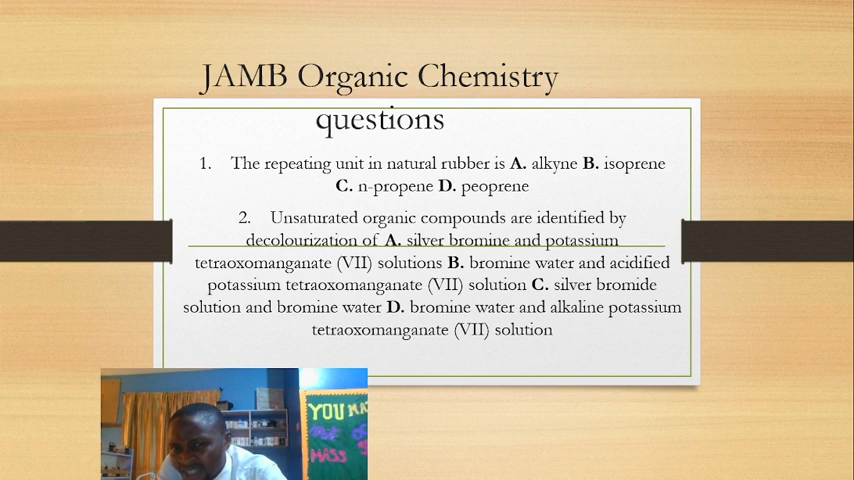 JAMB Organic Chemistry
questions
1. The repeating unit in natural rubber is A. alkyne B. isoprene
C. n-propene D. peoprene
2. Unsaturated organic compounds are identified by
decolourization of A. silver bromine and potassium
tetraoxomanganate (VII) solutions B. bromine water and acidified
potassium tetraoxomanganate (VII) solution C. silver bromide
solution and bromine water D. bromine water and alkaline potassium
tetraoxomanganate (VII) solution
YOU
MASS